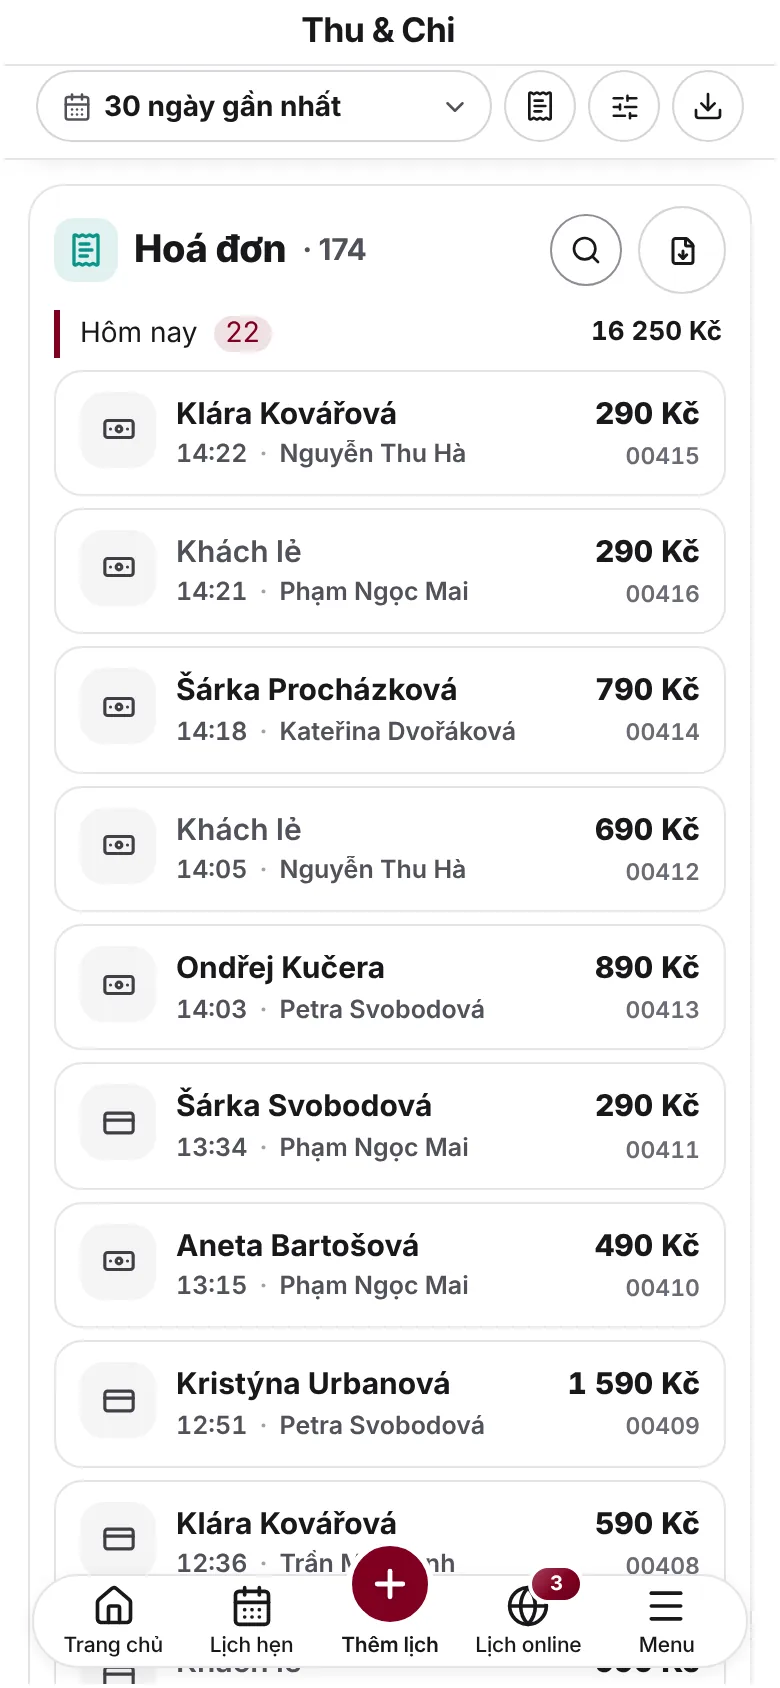 Thu & Chi
30 ngày gần nhất
Hoá đơn · 174
Hôm nay 22 16 250 Kč
Klára Kovářová 290 Kč
14:22 · Nguyễn Thu Hà 00415
Khách lẻ 290 Kč
14:21 · Phạm Ngọc Mai 00416
Šárka Procházková 790 Kč
14:18 · Kateřina Dvořáková 00414
Khách lẻ 690 Kč
14:05 · Nguyễn Thu Hà 00412
Ondřej Kučera 890 Kč
14:03 · Petra Svobodová 00413
Šárka Svobodová 290 Kč
13:34 · Phạm Ngọc Mai 00411
Aneta Bartošová 490 Kč
13:15 · Phạm Ngọc Mai 00410
Kristýna Urbanová 1 590 Kč
12:51 · Petra Svobodová 00409
Klára Kovářová 590 Kč
12:36 · Trần 00408
3
Trang chủ Lịch hẹn Thêm lịch Lịch online Menu